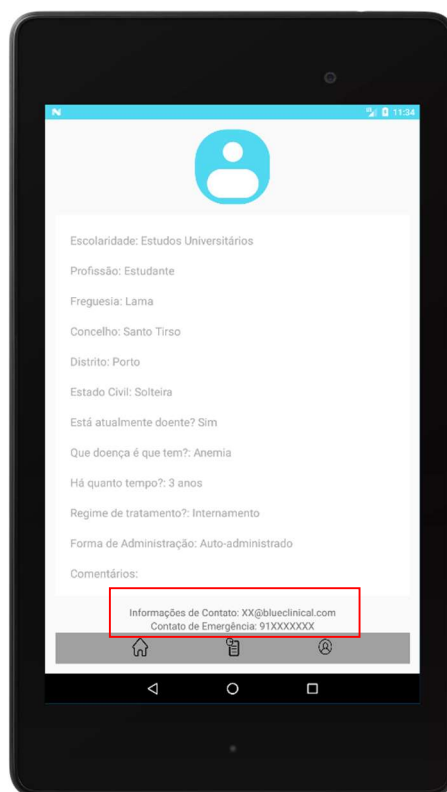 11:34
Escolaridade: Estudos Universitários
Profissão: Estudante
Freguesia: Lama
Concelho: Santo Tirso
Distrito: Porto
Estado Civil: Solteira
Está atualmente doente? Sim
Que doença é que tem?: Anemia
Há quanto tempo?: 3 anos
Regime de tratamento?: Internamento
Forma de Administração: Auto-administrado
Comentários:
Informações de Contato: XX@blueclinical.com
Contato de Emergência: 91XXXXXXX